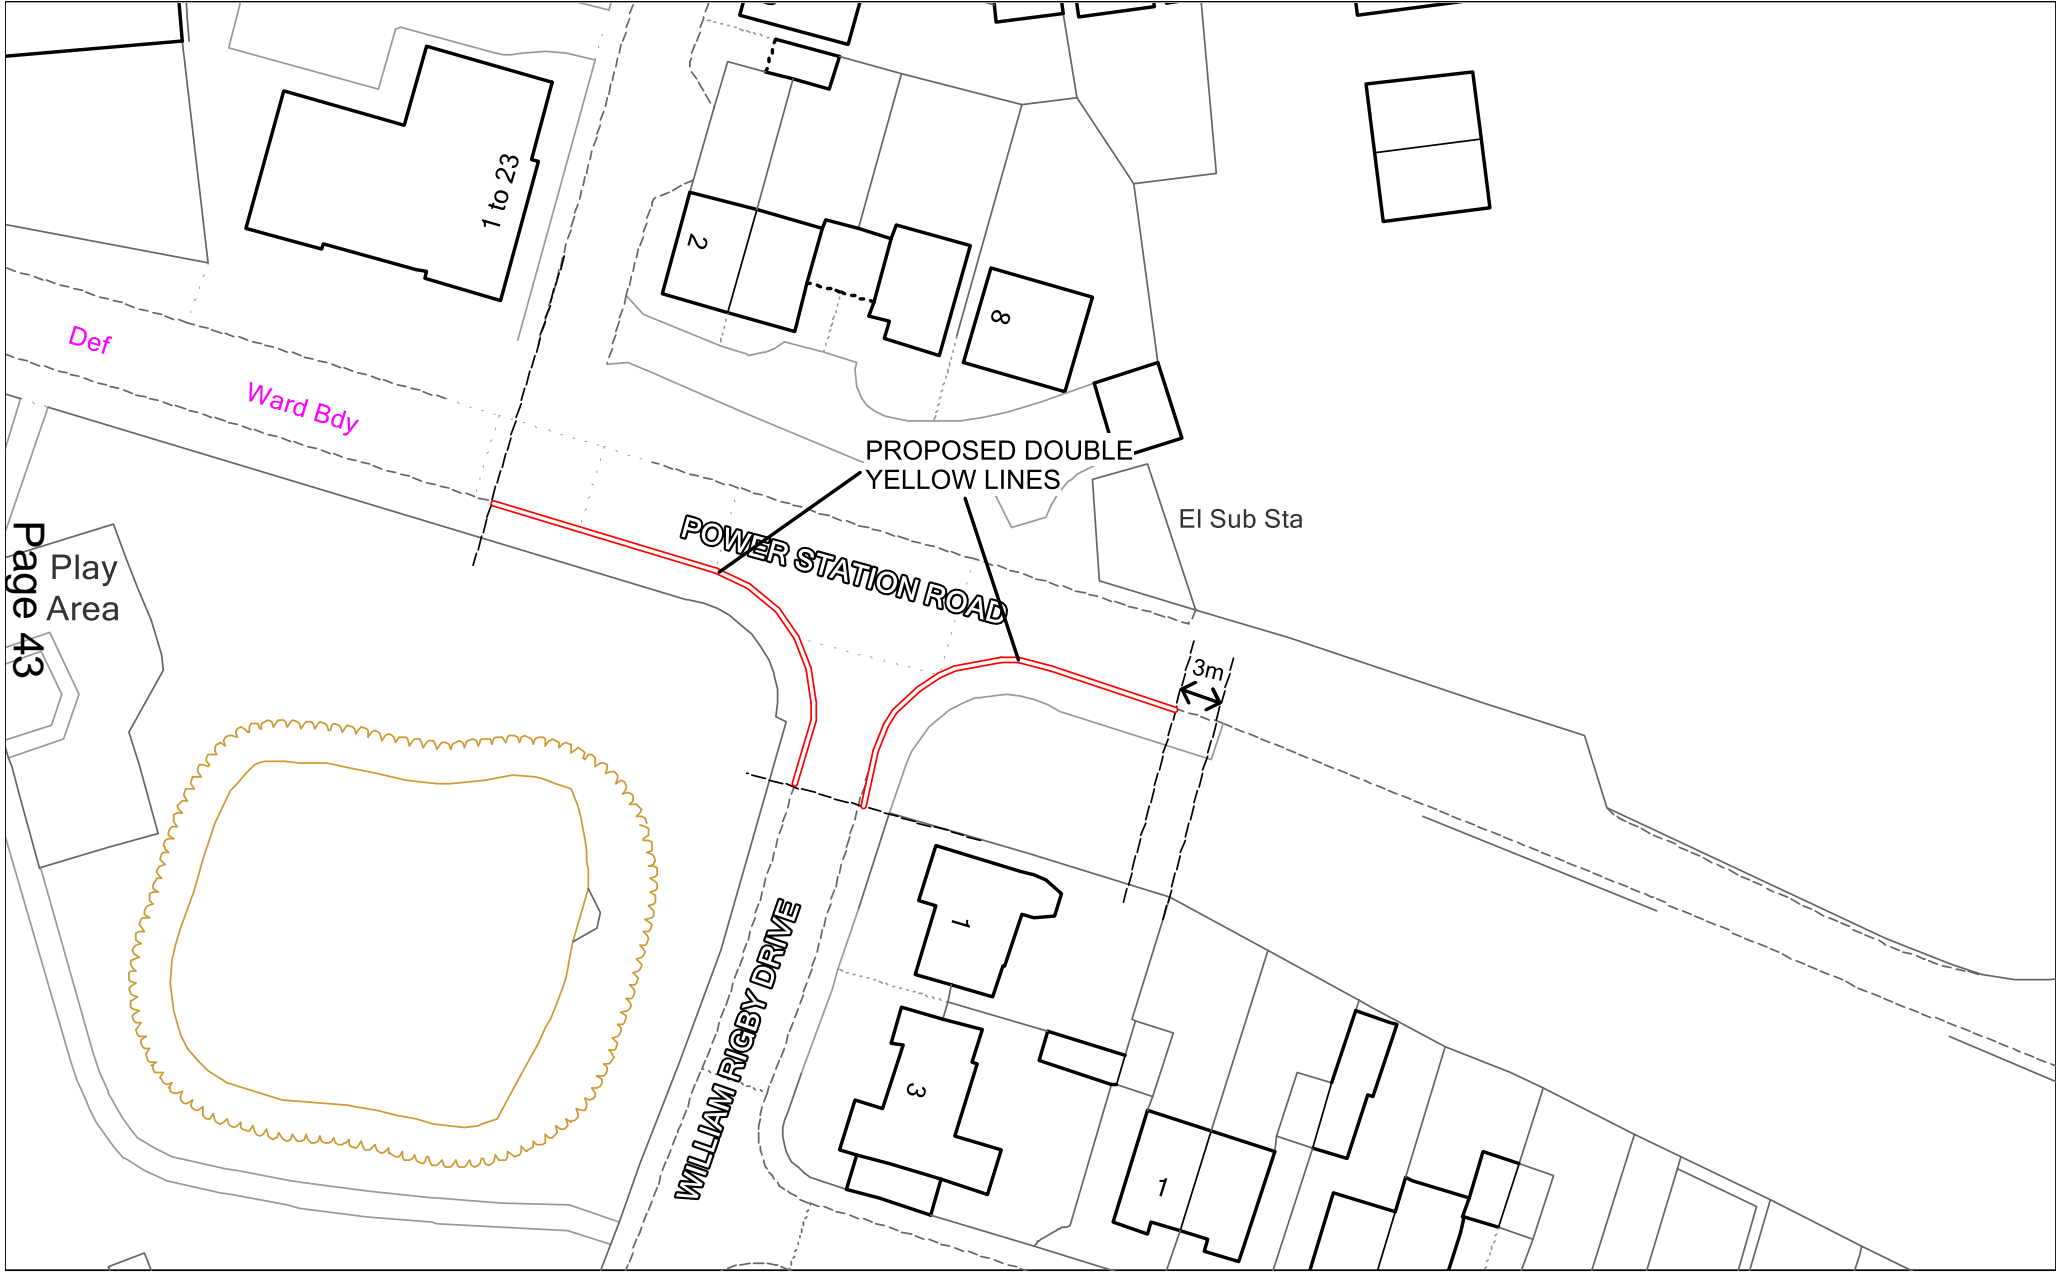 1 to 23
2
8
Def
Ward Bdy
PROPOSED DOUBLE
YELLOW LINES
El Sub Sta
POWER STATION ROAD
Page 43
Play
Area
3m
1
WILLIAM RIGBY DRIVE
3
1